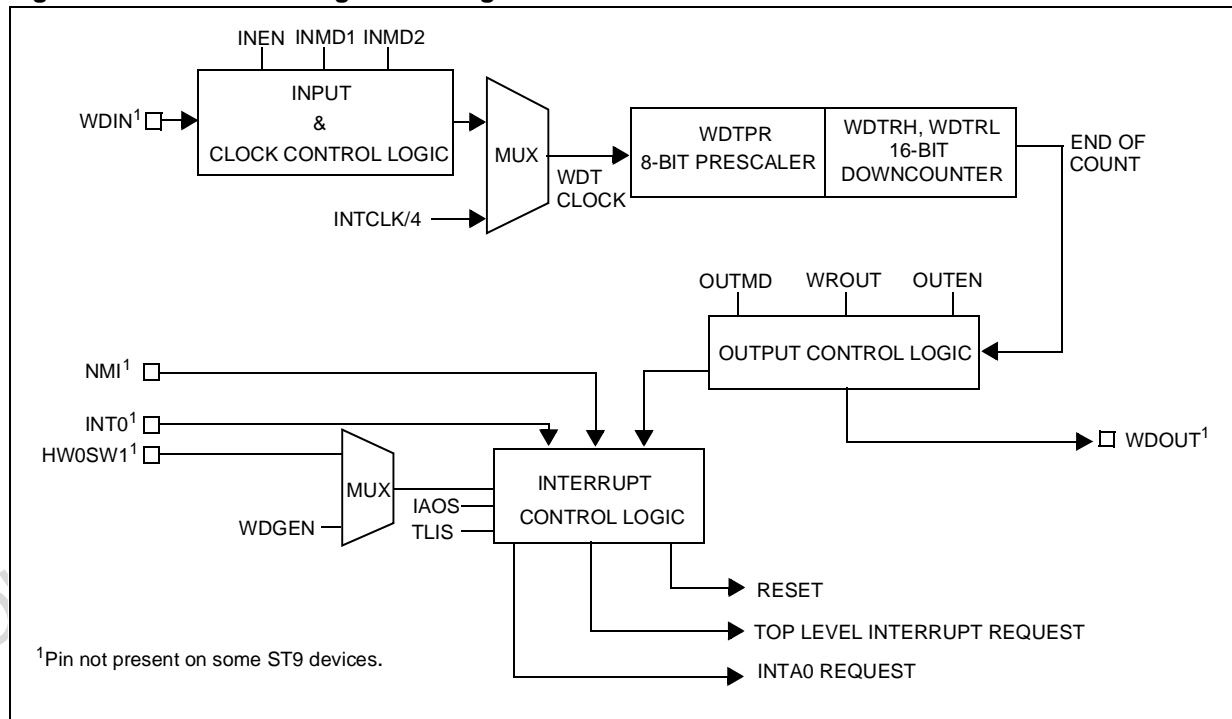 INEN INMD1 INMD2
INPUT
&
CLOCK CONTROL LOGIC
WDIN1
MUX
WDT
CLOCK
INTCLK/4
WDTPR
8-BIT PRESCALER
WDTRH, WDTRL
16-BIT
DOWNCOUNTER
END OF
COUNT
OUTMD WROUT OUTEN
OUTPUT CONTROL LOGIC
NMI1
INT01
HW0SW11
WDOUT1
MUX
WDGEN
IAOS
TLIS
INTERRUPT
CONTROL LOGIC
RESET
TOP LEVEL INTERRUPT REQUEST
INTA0 REQUEST
1Pin not present on some ST9 devices.